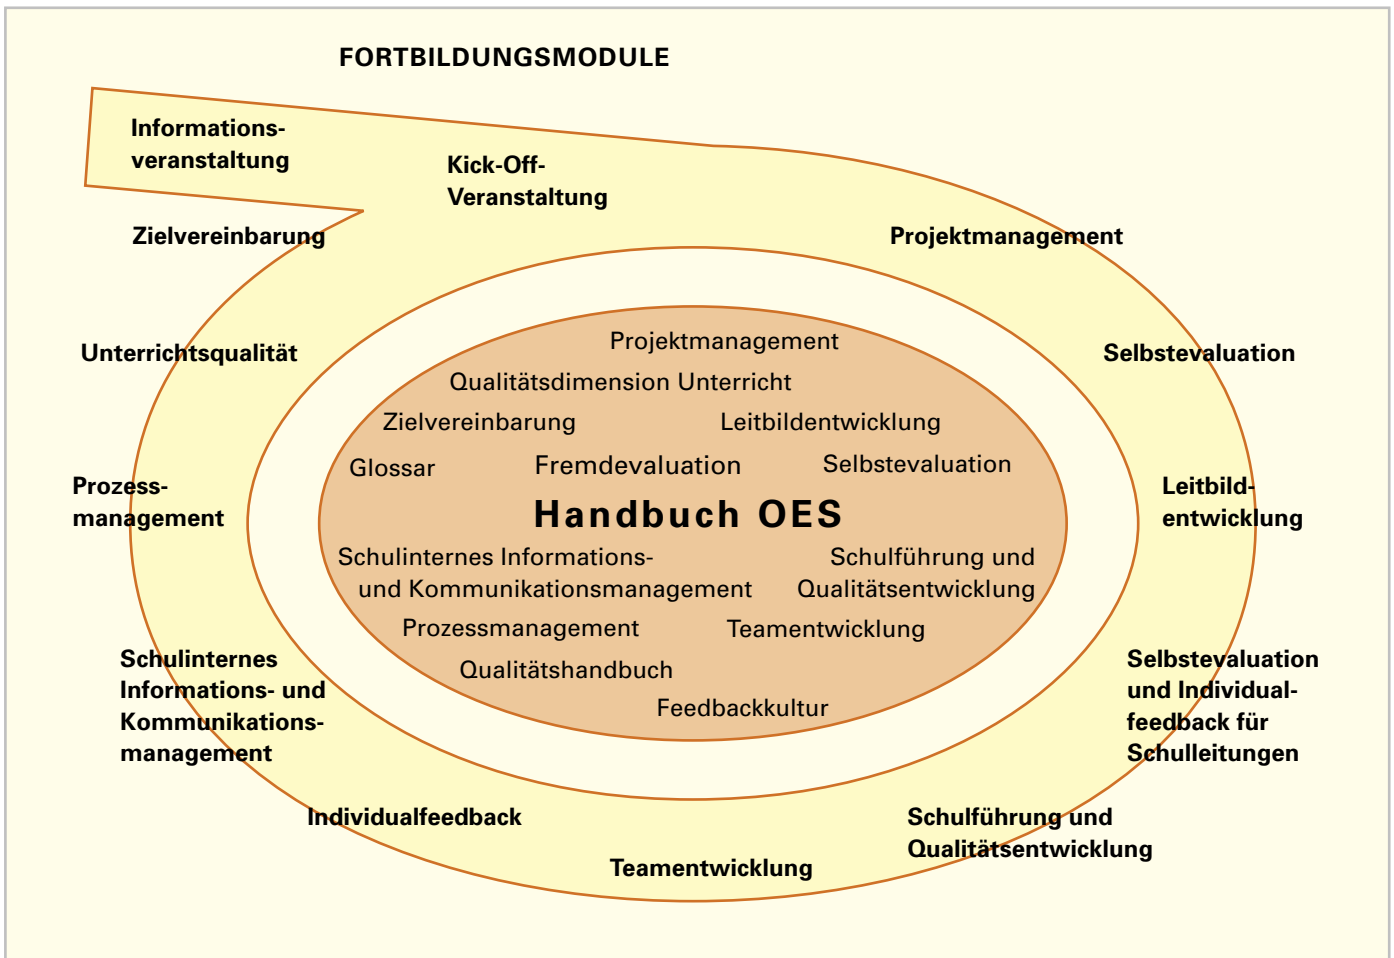 FORTBILDUNGSMODULE
Informations-
veranstaltung
Kick-Off-
Veranstaltung
Zielvereinbarung
Projektmanagement
Unterrichtsqualität
Selbstevaluation
Prozess-
management
Leitbild-
entwicklung
Schulinternes
Informations- und
Kommunikations-
management
Selbstevaluation
und Individual-
feedback für
Schulleitungen
Individualfeedback
Schulführung und
Qualitätsentwicklung
Teamentwicklung
Projektmanagement
Qualitätsdimension Unterricht
Zielvereinbarung
Leitbildentwicklung
Glossar
Fremdevaluation
Selbstevaluation
Handbuch OES
Schulinternes Informations-
und Kommunikationsmanagement
Schulführung und
Qualitätsentwicklung
Prozessmanagement
Teamentwicklung
Qualitätshandbuch
Feedbackkultur